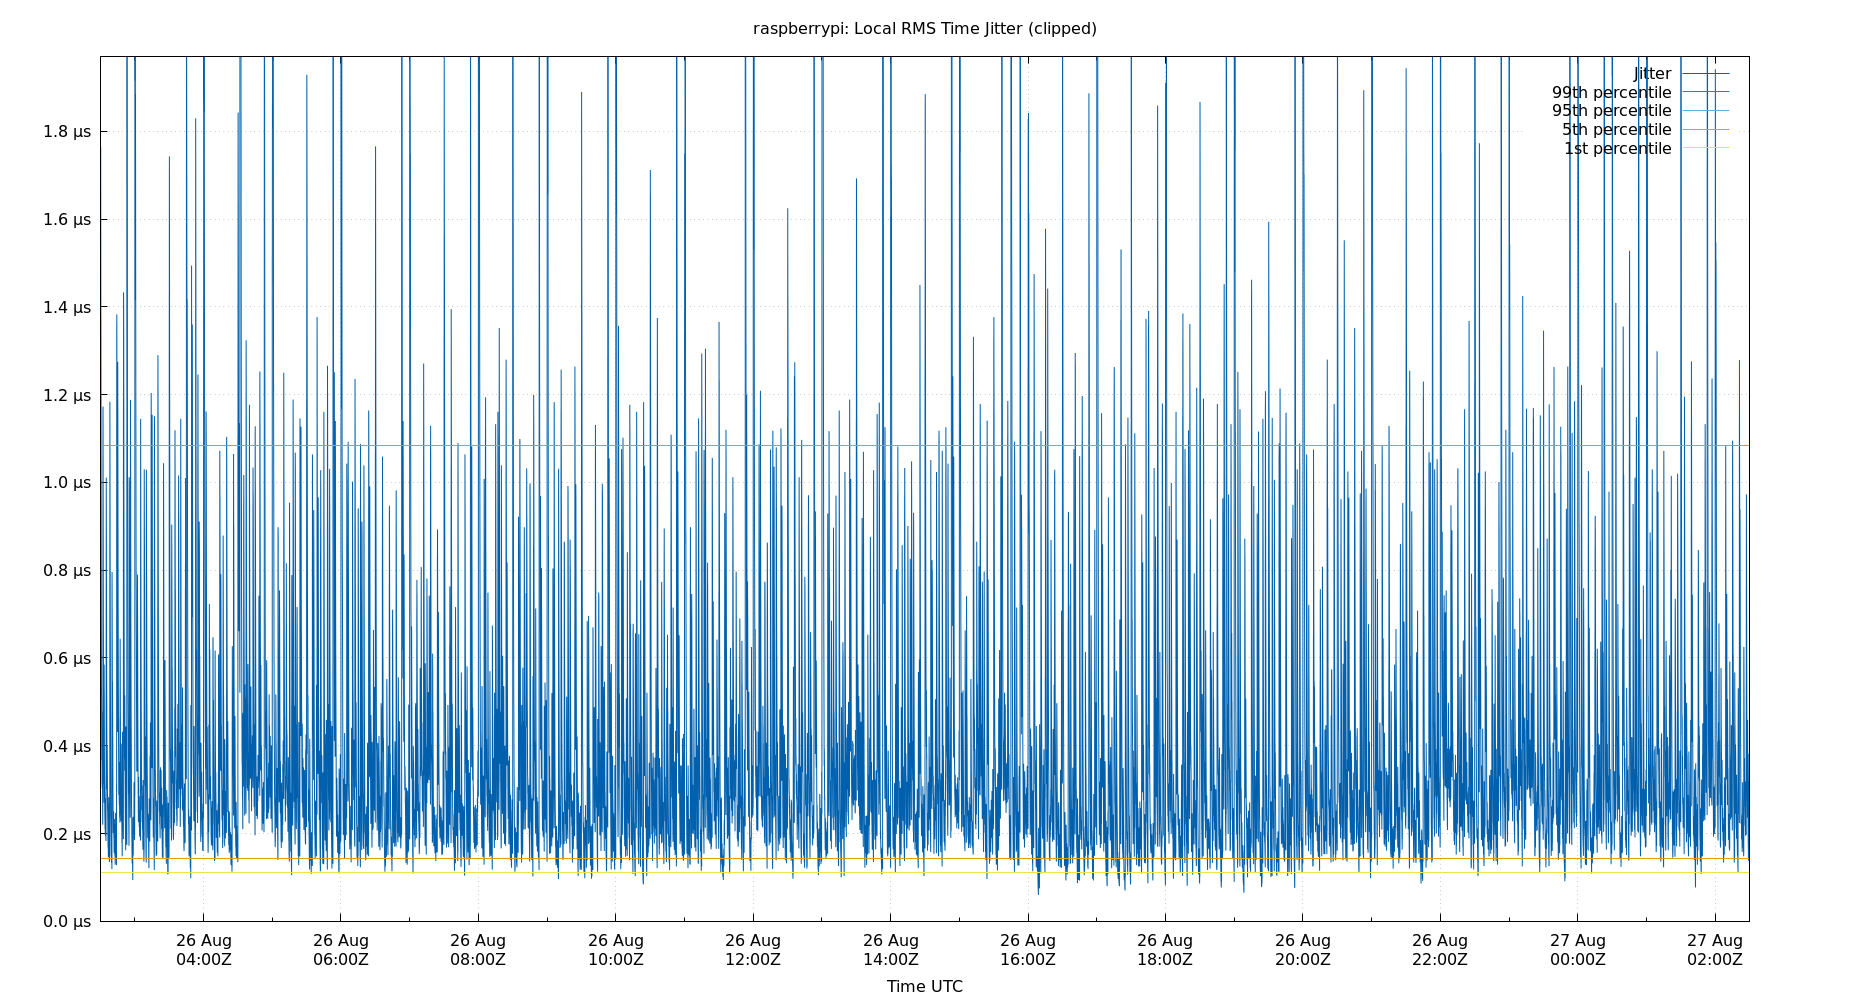 raspberrypi: Local RMS Time Jitter (clipped)
Jitter
99th percentile
95th percentile
5th percentile
1st percentile
1.8 μs
1.6 μs
1.4 μs
1.2 μs
1.0 μs
0.8 μs
0.6 μs
0.4 μs
0.2 μs
0.0 μs
26 Aug 26 Aug 26 Aug 26 Aug 26 Aug 26 Aug 26 Aug 26 Aug 26 Aug 26 Aug 27 Aug 27 Aug
04:00Z 06:00Z 08:00Z 10:00Z 12:00Z 14:00Z 16:00Z 18:00Z 20:00Z 22:00Z 00:00Z 02:00Z
Time UTC